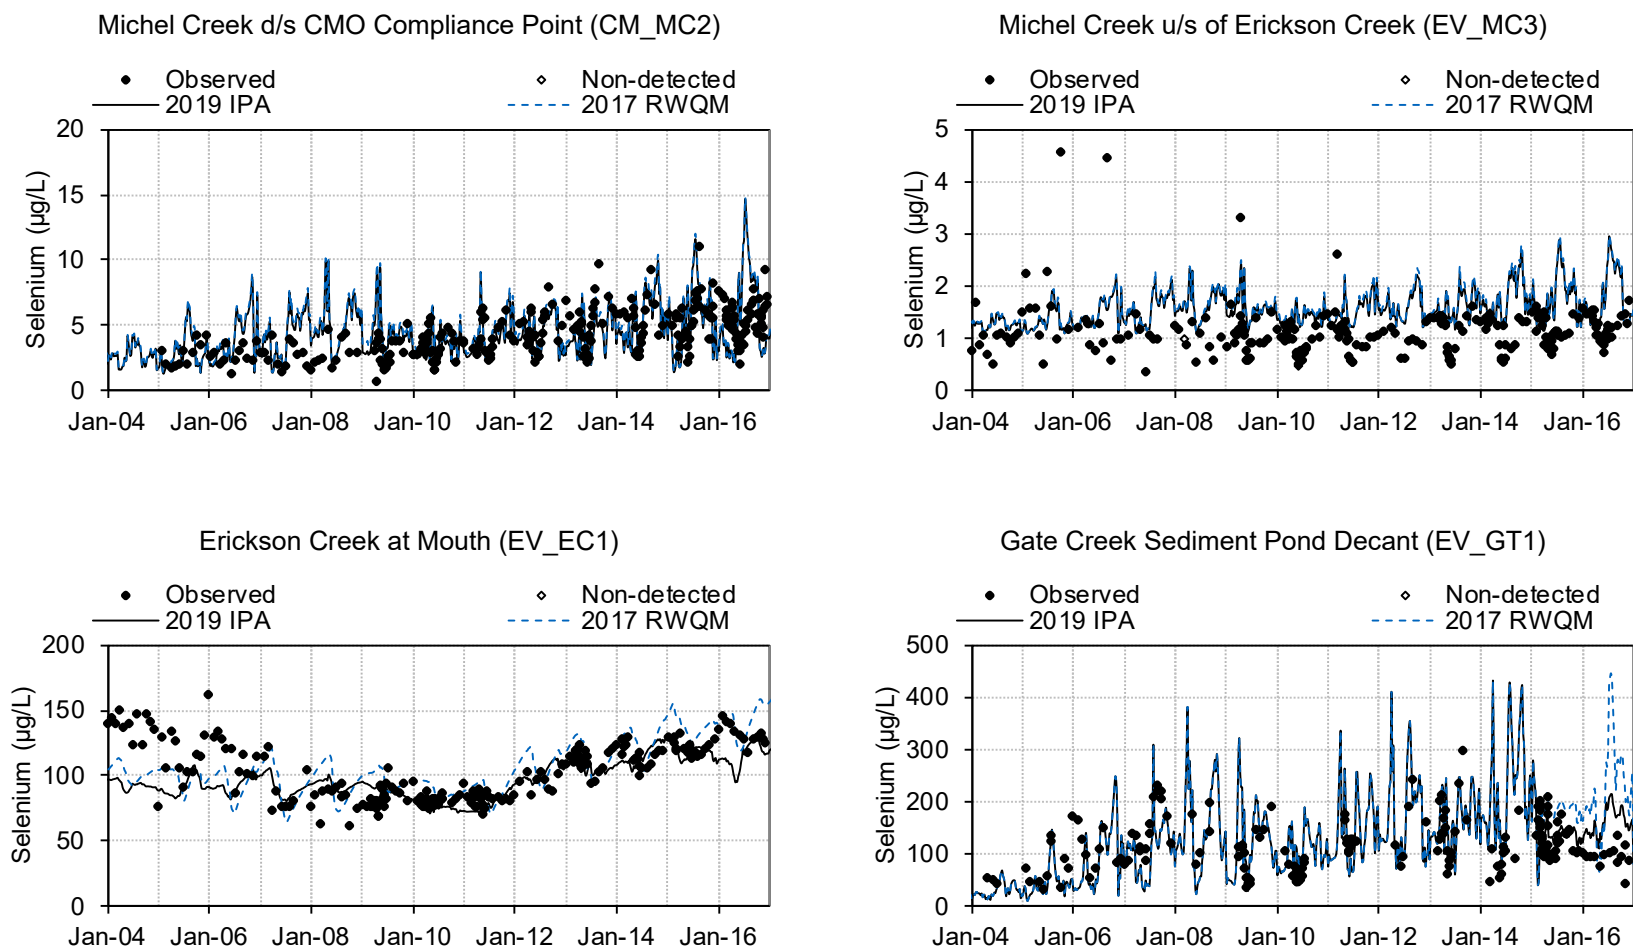 Michel Creek d/s CMO Compliance Point (CM_MC2)
Observed Non-detected
2019 IPA 2017 RWQM
Selenium (µg/L)
20
15
10
5
0
Jan-04 Jan-06 Jan-08 Jan-10 Jan-12 Jan-14 Jan-16
Michel Creek u/s of Erickson Creek (EV_MC3)
Observed Non-detected
2019 IPA 2017 RWQM
Selenium (µg/L)
5
4
3
2
1
0
Jan-04 Jan-06 Jan-08 Jan-10 Jan-12 Jan-14 Jan-16
Erickson Creek at Mouth (EV_EC1)
Observed Non-detected
2019 IPA 2017 RWQM
Selenium (µg/L)
200
150
100
50
0
Jan-04 Jan-06 Jan-08 Jan-10 Jan-12 Jan-14 Jan-16
Gate Creek Sediment Pond Decant (EV_GT1)
Observed Non-detected
2019 IPA 2017 RWQM
Selenium (µg/L)
500
400
300
200
100
0
Jan-04 Jan-06 Jan-08 Jan-10 Jan-12 Jan-14 Jan-16